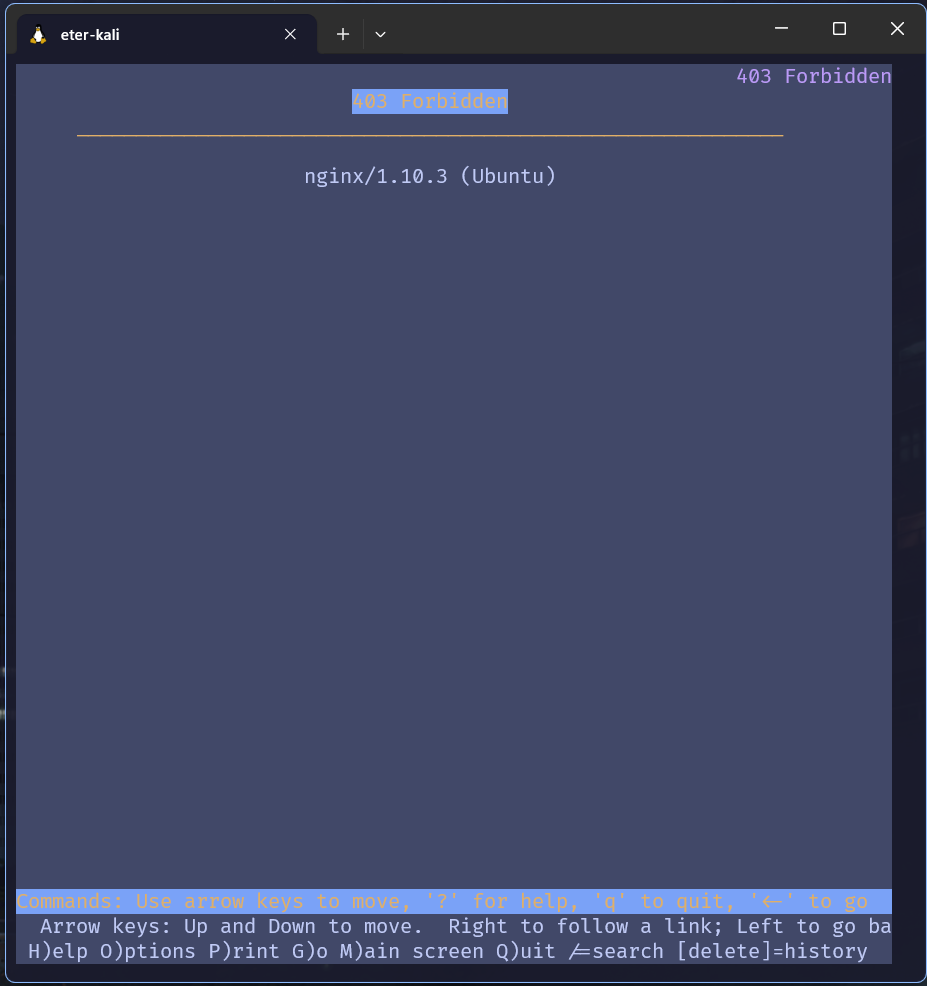 eter-kali
403 Forbidden
403 Forbidden
nginx/1.10.3 (Ubuntu)
Commands: Use arrow keys to move, '?' for help, 'q' to quit, '<-' to go
Arrow keys: Up and Down to move.  Right to follow a link; Left to go ba
H)elp O)ptions P)rint G)o M)ain screen Q)uit /=search [delete]=history